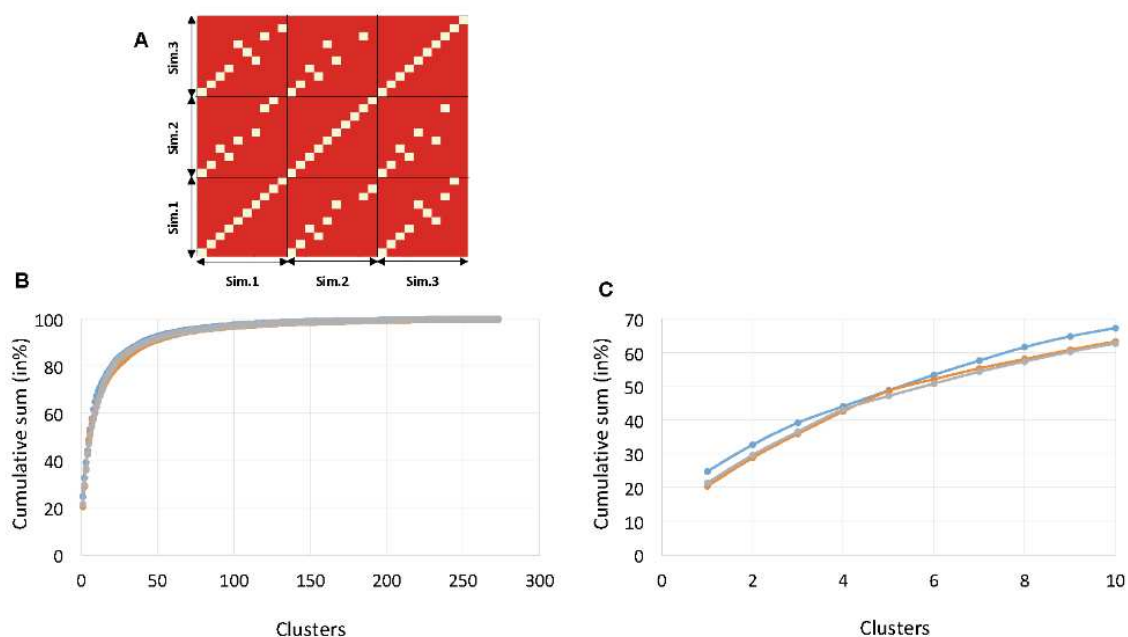 A
Sim.3
Sim.2
Sim.1
Sim.1 Sim.2 Sim.3
B
100
80
60
40
20
0
Cumulative sum (in%)
0 50 100 150 200 250 300
Clusters
C
70
60
50
40
30
20
10
0
Cumulative sum (in%)
0 2 4 6 8 10
Clusters